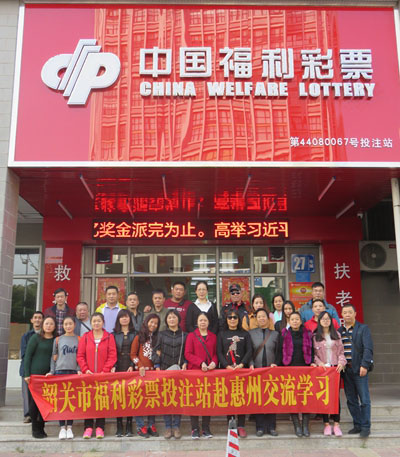 中国福利彩票
CHINA WELFARE LOTTERY
第44080067号投注站
奖金派完为止。高举习近平
27
扶老
救
韶关市福利彩票投注站赴惠州交流学习